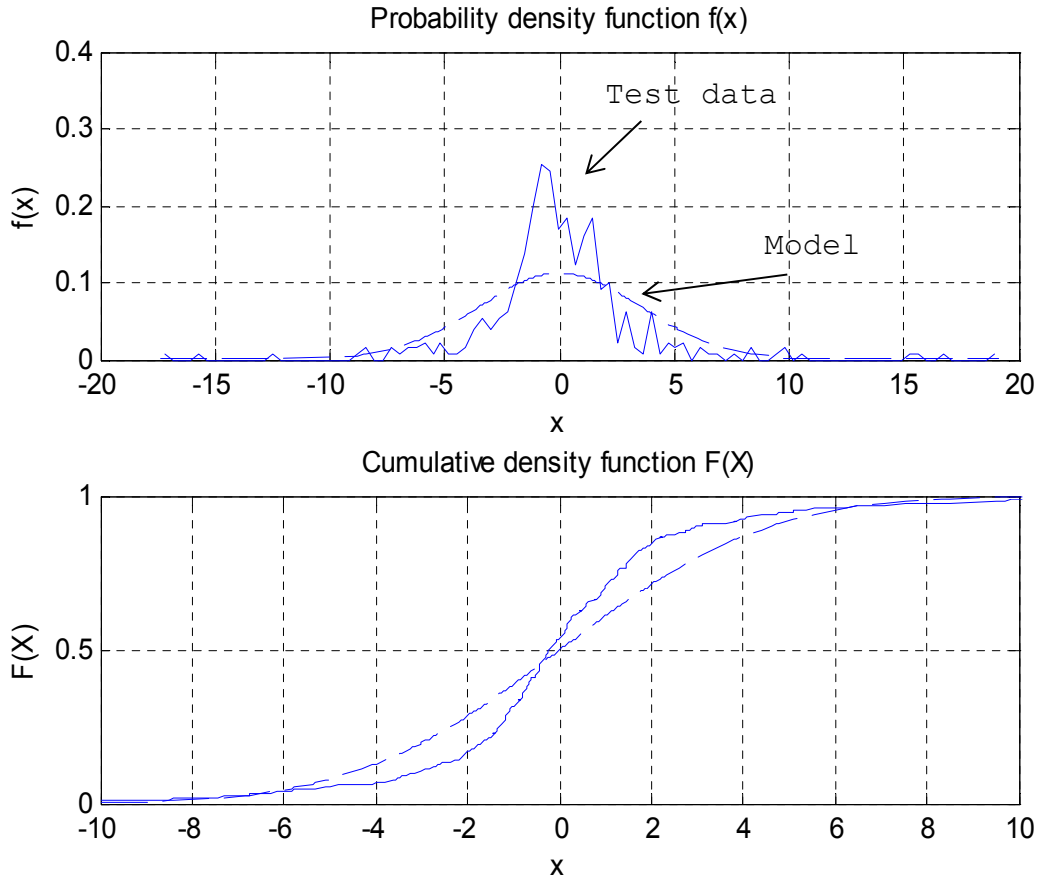 Probability density function f(x)
0.4
0.3
0.2
0.1
0
f(x)
Test data
Model
-20 -15 -10 -5 0 5 10 15 20
x
Cumulative density function F(X)
1
0.5
0
F(X)
-10 -8 -6 -4 -2 0 2 4 6 8 10
x